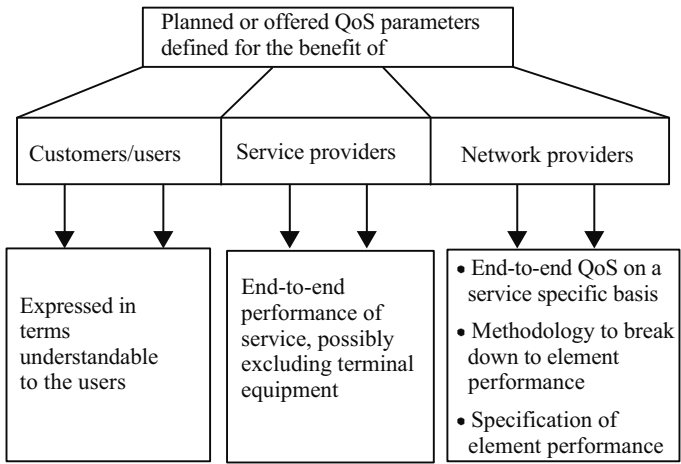 Planned or offered QoS parameters
defined for the benefit of
Customers/users
Service providers
Network providers
Expressed in
terms
understandable
to the users
End-to-end
performance of
service, possibly
excluding terminal
equipment
• End-to-end QoS on a
service specific basis
• Methodology to break
down to element
performance
• Specification of
element performance